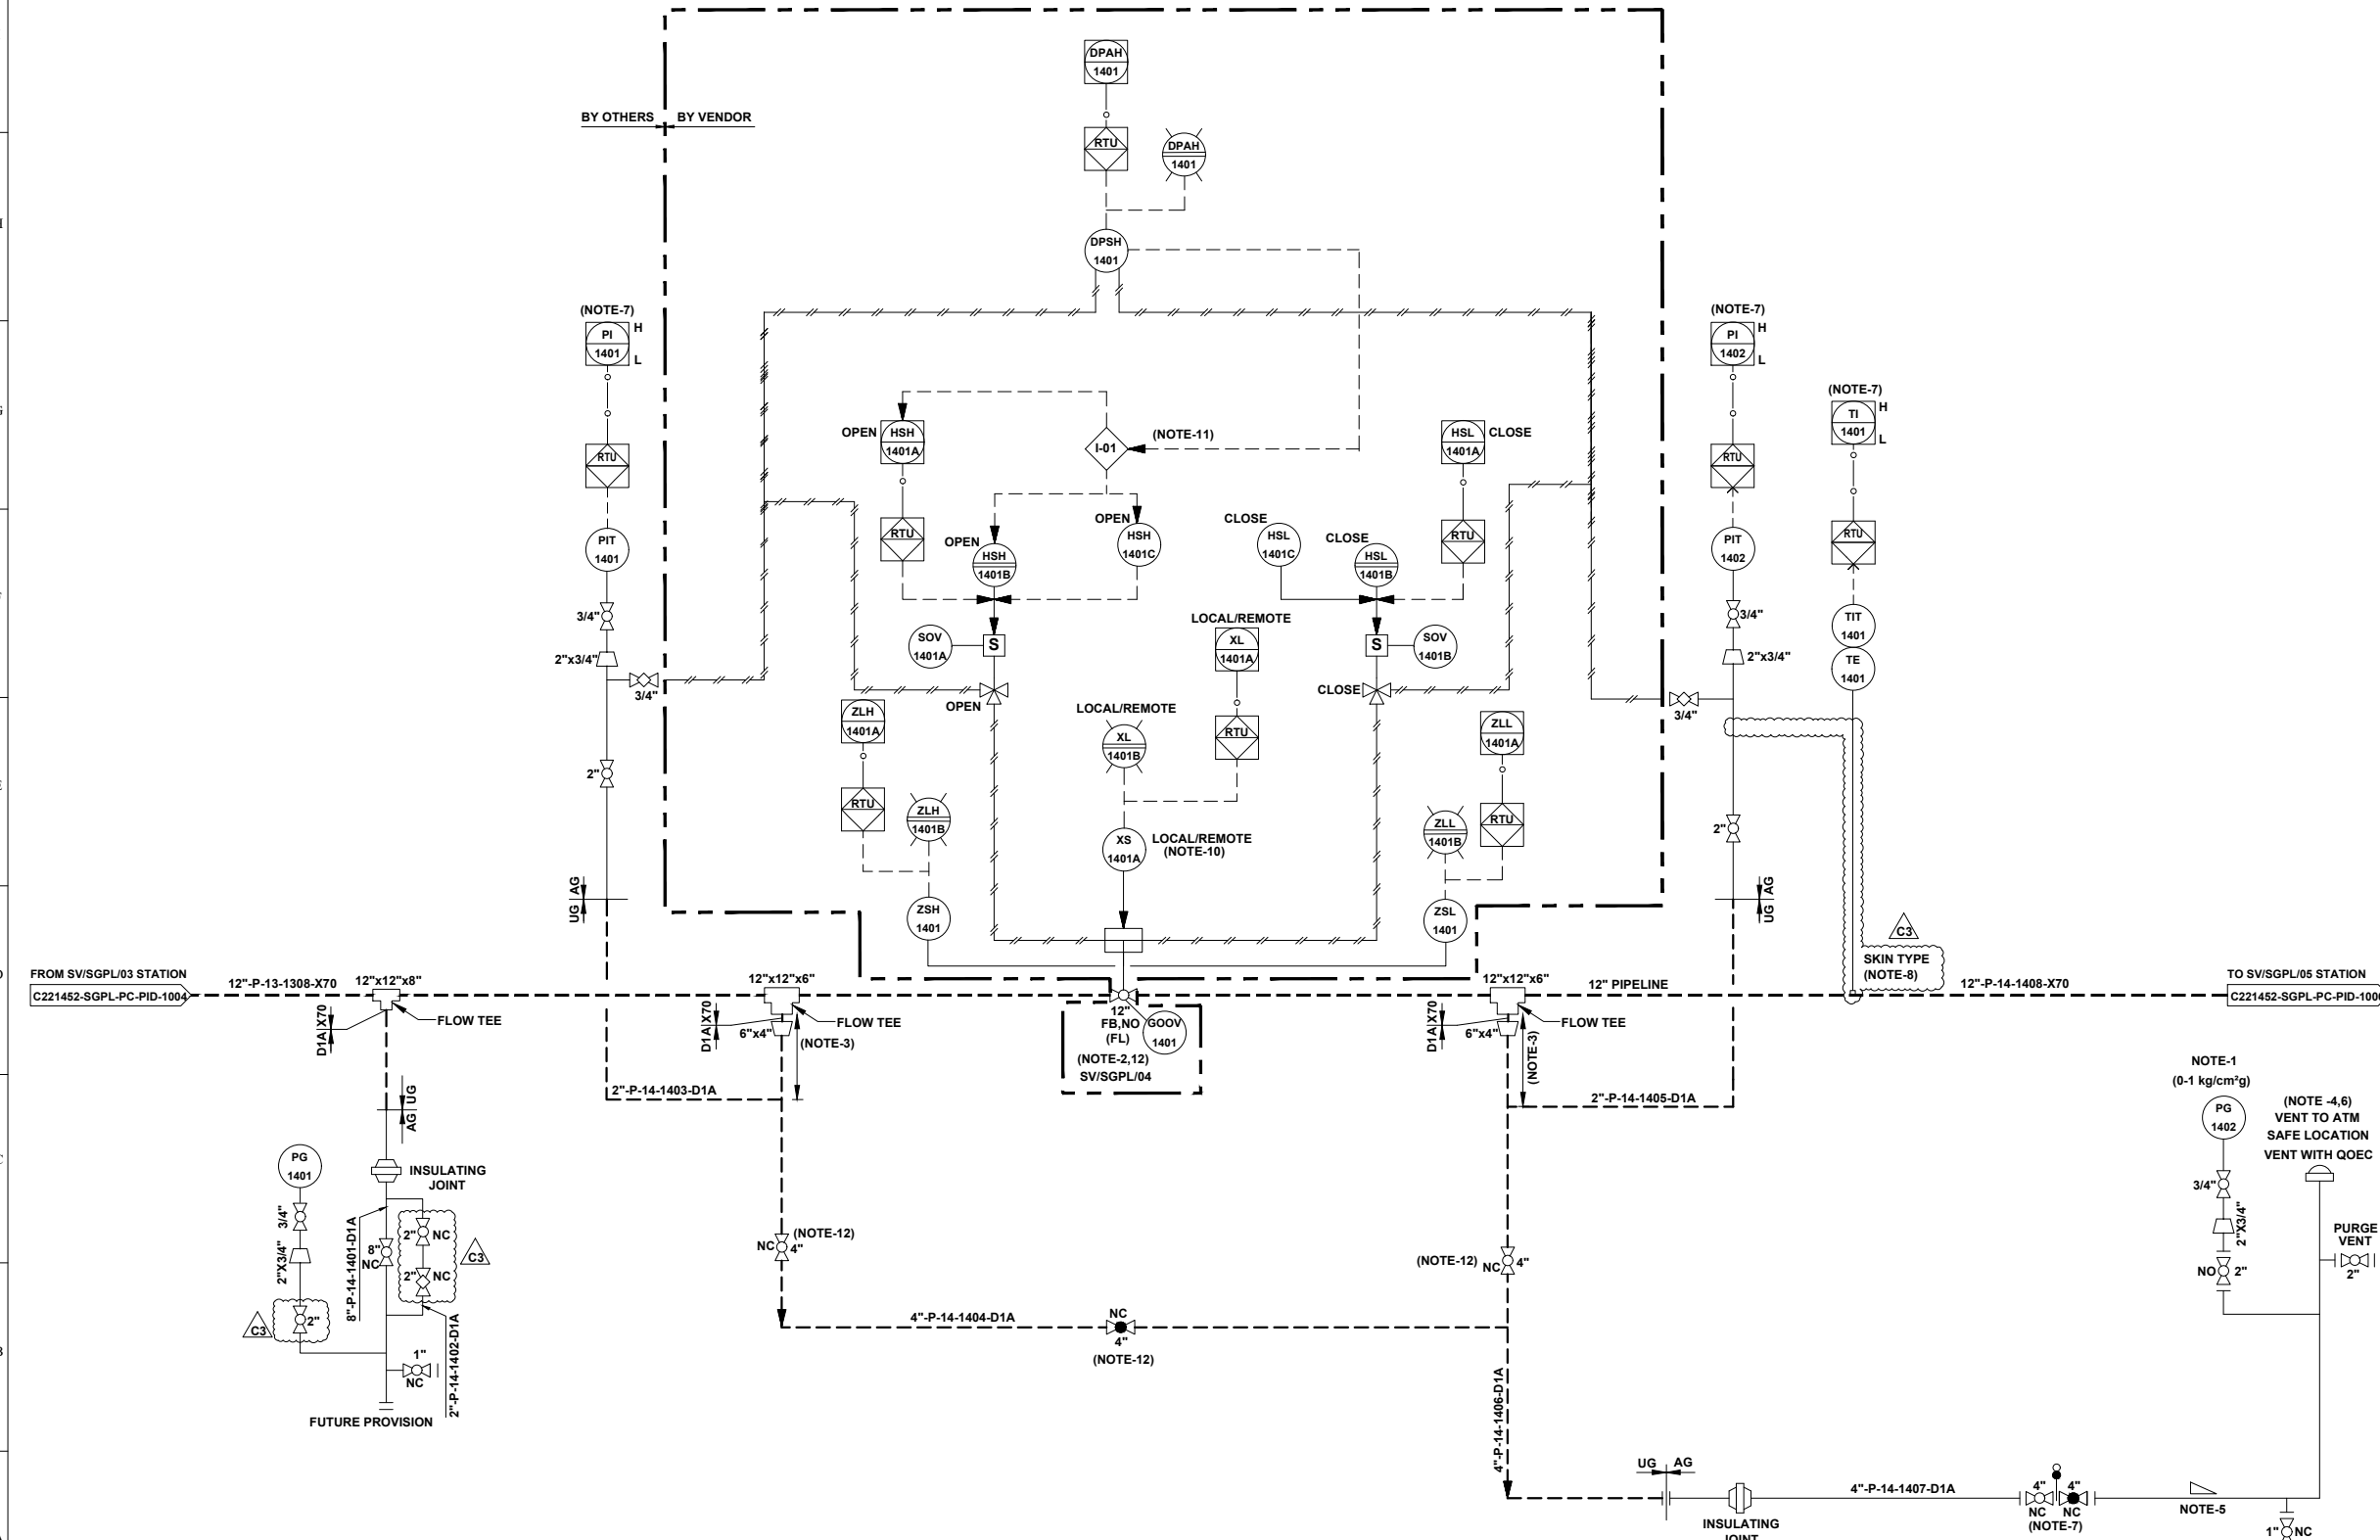 DPAH
1401
BY OTHERS
BY VENDOR
RTU
DPAH
1401
DPSH
1401
H
(NOTE-7)
PI
1401
H
L
(NOTE-7)
PI
1402
H
L
(NOTE-7)
TI
1401
H
L
G
OPEN
HSH
1401A
I-01
(NOTE-11)
HSL
1401A
CLOSE
RTU
RTU
RTU
RTU
RTU
PIT
1401
OPEN
HSH
1401B
OPEN
HSH
1401C
CLOSE
HSL
1401C
CLOSE
HSL
1401B
PIT
1402
3/4"
2"x3/4"
3/4"
SOV
1401A
S
LOCAL/REMOTE
XL
1401A
S
SOV
1401B
3/4"
2"x3/4"
TIT
1401
TE
1401
OPEN
CLOSE
3/4"
ZLH
1401A
LOCAL/REMOTE
XL
1401B
RTU
ZLL
1401A
2"
RTU
ZLH
1401B
XS
1401A
LOCAL/REMOTE
(NOTE-10)
ZLL
1401B
RTU
2"
E
UG AG
ZSH
1401
ZSL
1401
UG AG
C3
SKIN TYPE
(NOTE-8)
D
FROM SV/SGPL/03 STATION
C221452-SGPL-PC-PID-1004
12"-P-13-1308-X70
12"x12"x8"
12"x12"x6"
12"x12"x6"
12" PIPELINE
12"-P-14-1408-X70
TO SV/SGPL/05 STATION
C221452-SGPL-PC-PID-100
D1A X70
FLOW TEE
D1A X70
6"x4"
FLOW TEE
(NOTE-3)
12"
FB,NO
(FL)
GOOV
1401
(NOTE-2,12)
SV/SGPL/04
D1A X70
6"x4"
FLOW TEE
(NOTE-3)
2"-P-14-1403-D1A
2"-P-14-1405-D1A
AG UG
NOTE-1
(0-1 kg/cm²g)
PG
1402
(NOTE -4,6)
VENT TO ATM
SAFE LOCATION
VENT WITH QOEC
C
PG
1401
INSULATING
JOINT
3/4"
2"X3/4"
8"-P-14-1401-D1A
8"
NC
2"
NC
2"
NC
C3
C3
2"
2"-P-14-1402-D1A
1"
NC
FUTURE PROVISION
NC
4"
(NOTE-12)
(NOTE-12)
NC
4"
3/4"
2"X3/4"
NO
2"
PURGE
VENT
2"
B
4"-P-14-1404-D1A
NC
4"
(NOTE-12)
4"-P-14-1406-D1A
UG AG
INSULATING
JOINT
4"-P-14-1407-D1A
4"
NC
4"
NC
(NOTE-7)
NOTE-5
1"
NC